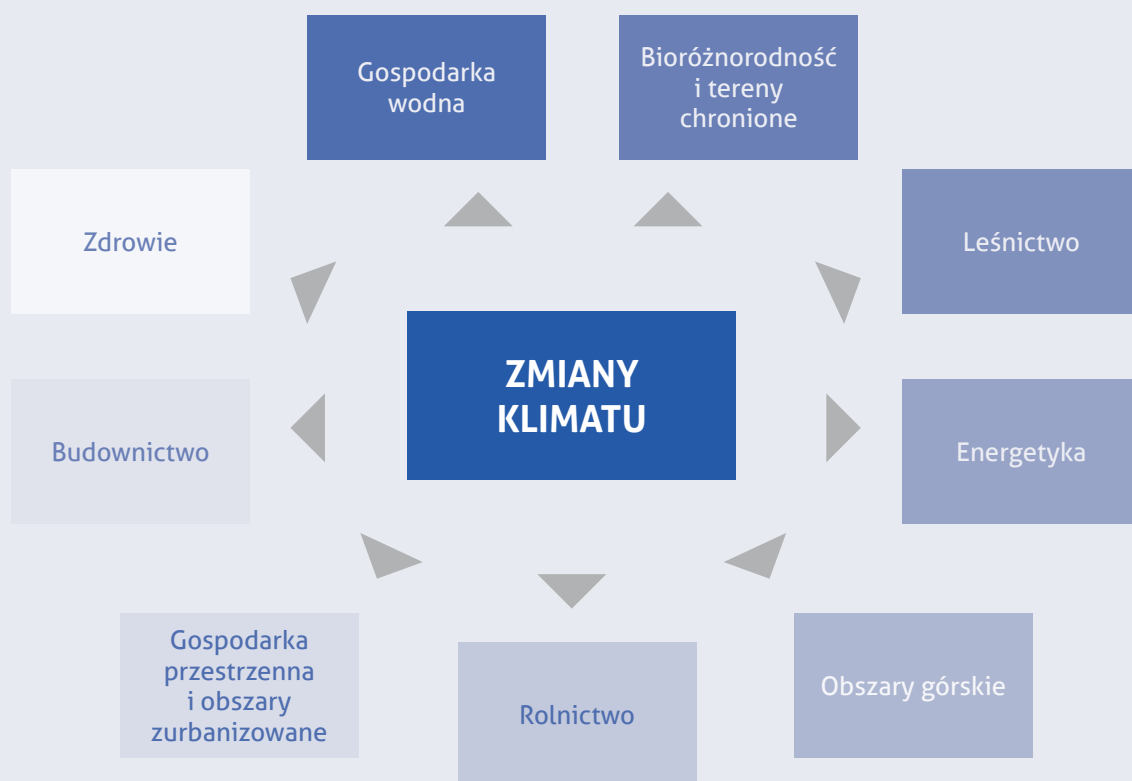 Gospodarka
wodna
Bioróżnorodność
i tereny
chronione
Zdrowie
Leśnictwo
ZMIANY
KLIMATU
Budownictwo
Energetyka
Gospodarka
przestrzenna
i obszary
zurbanizowane
Rolnictwo
Obszary górskie